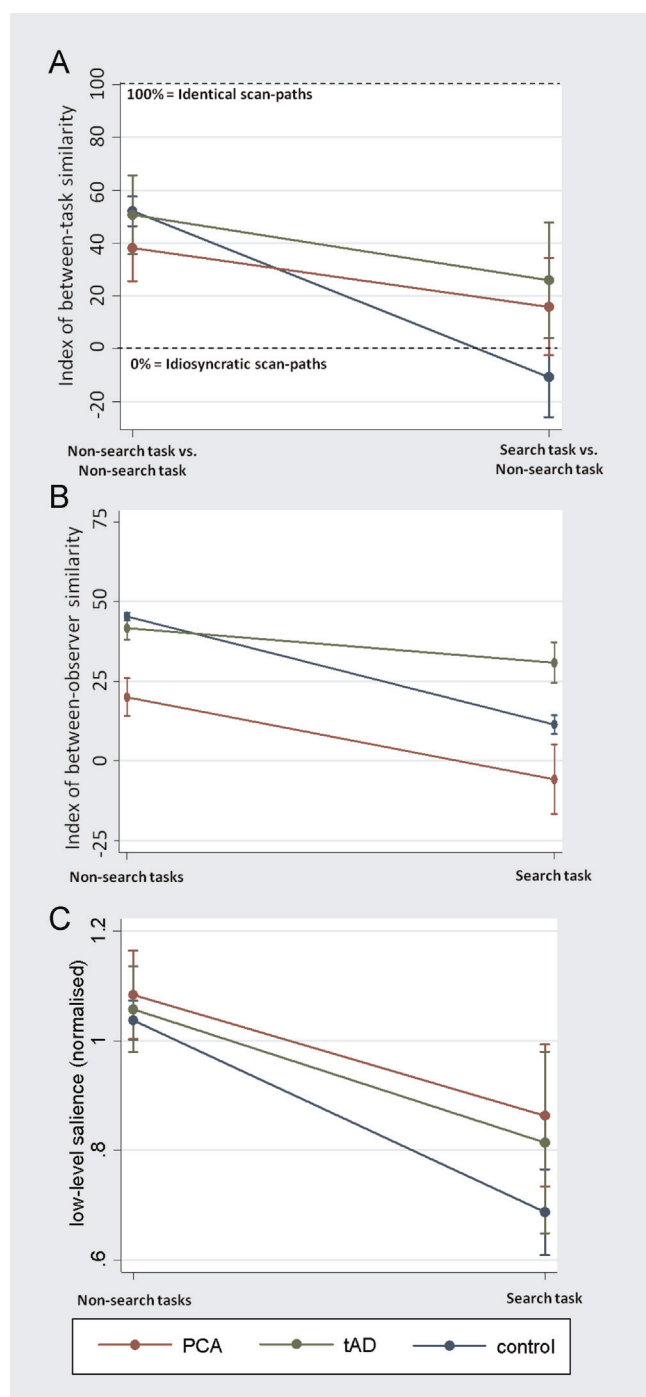 A
Index of between-task similarity
100
80
60
40
20
0
-20
100% = Identical scan-paths
0% = Idiosyncratic scan-paths
Non-search task vs.
Non-search task
Search task vs.
Non-search task
B
Index of between-observer similarity
75
50
25
0
-25
Non-search tasks
Search task
C
low-level salience (normalised)
1.2
1
.8
.6
Non-search tasks
Search task
PCA tAD control